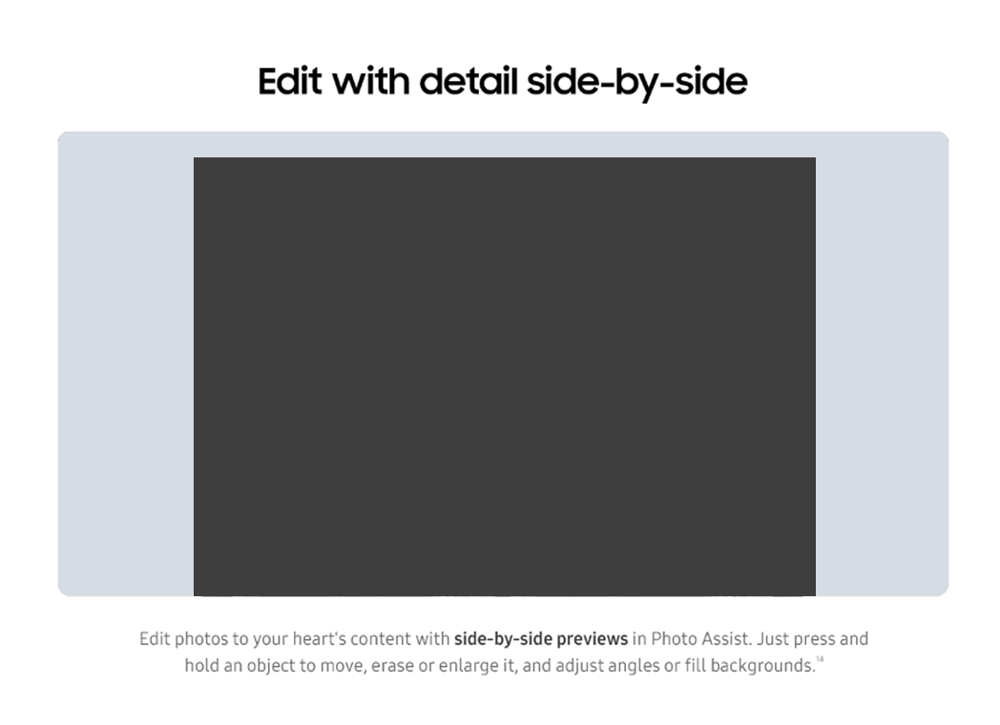 Edit with detail side-by-side
Edit photos to your heart's content with side-by-side previews in Photo Assist. Just press and
hold an object to move, erase or enlarge it, and adjust angles or fill backgrounds.14